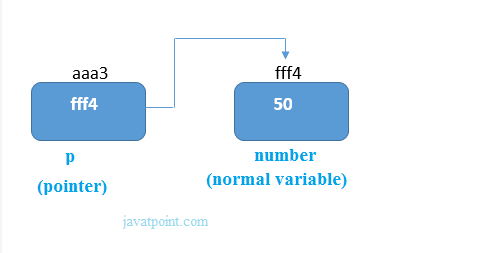 aaa3
fff4
p
(pointer)
fff4
50
number
(normal variable)
javatpoint.com